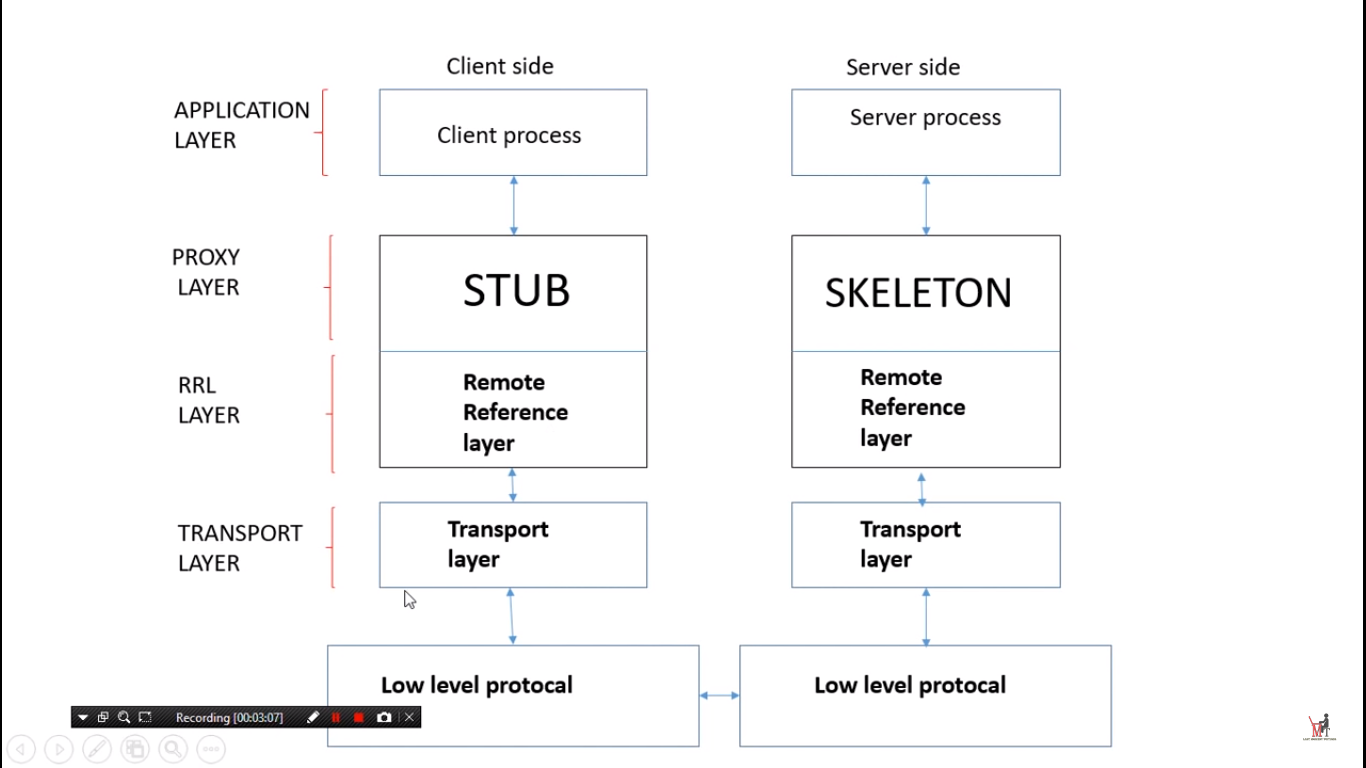 Client side
Server side
APPLICATION
LAYER
Client process
Server process
PROXY
LAYER
STUB
SKELETON
RRL
LAYER
Remote
Reference
layer
Remote
Reference
layer
TRANSPORT
LAYER
Transport
layer
Transport
layer
Low level protocal
Low level protocal
Recording [00:03:07]